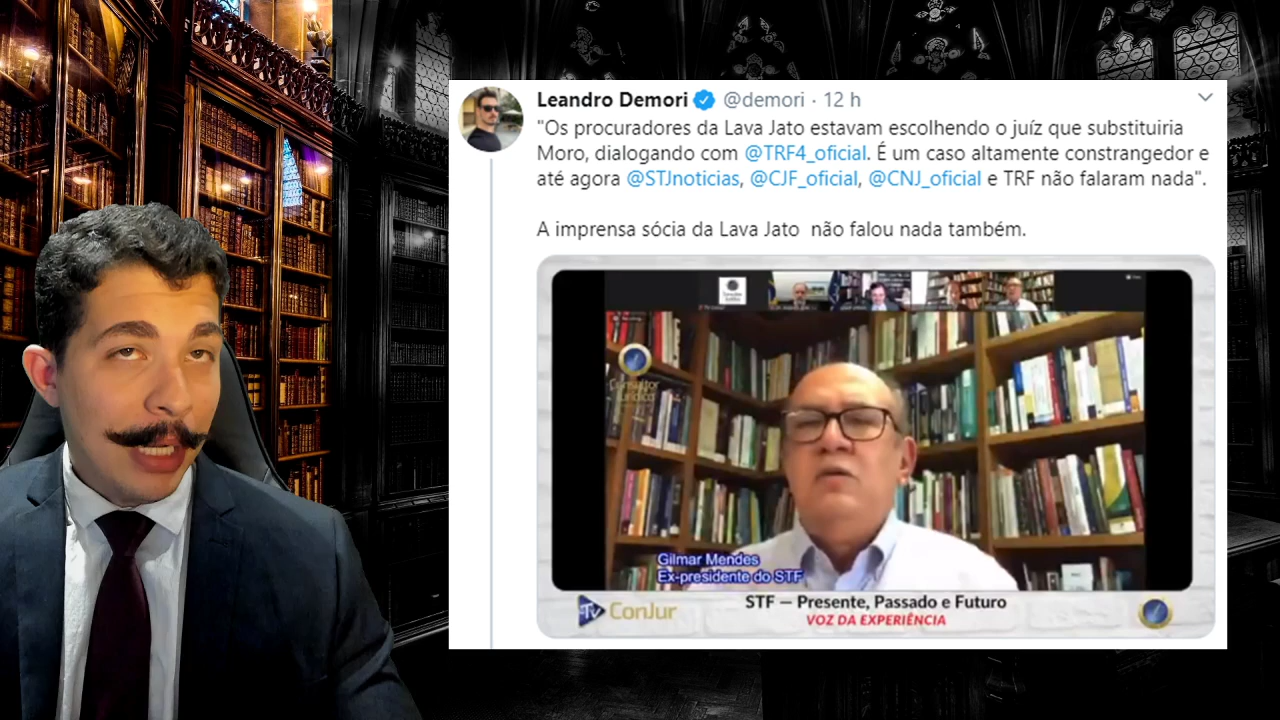 Leandro Demori @demori · 12 h
"Os procuradores da Lava Jato estavam escolhendo o juíz que substituiria
Moro, dialogando com @TRF4_oficial. É um caso altamente constrangedor e
até agora @STJnoticias, @CJF_oficial, @CNJ_oficial e TRF não falaram nada".
A imprensa sócia da Lava Jato não falou nada também.
Consultor
Jurídico
Gilmar Mendes
Ex-presidente do STF
TV ConJur
STF — Presente, Passado e Futuro
VOZ DA EXPERIÊNCIA